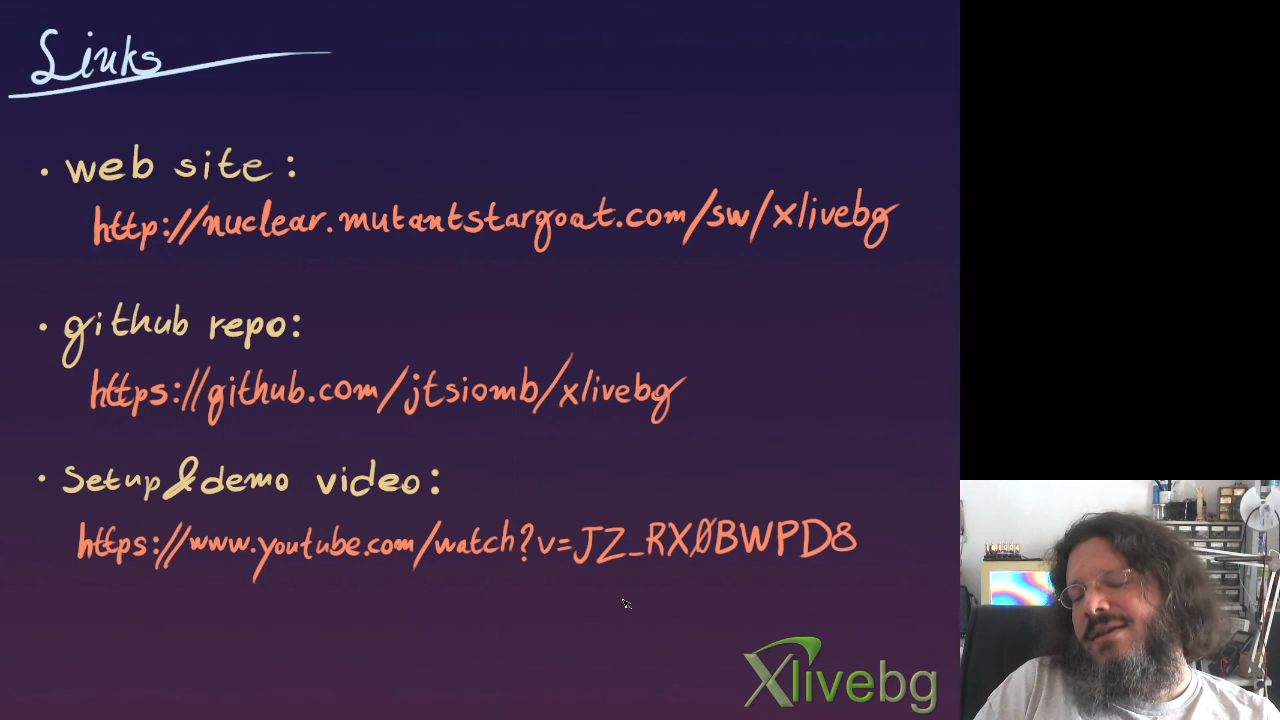 Links
• web site:
http://nuclear.mutantstargoat.com/sw/xlivebg
• github repo:
https://github.com/jtsiomb/xlivebg
• Setup&demo video:
https://www.youtube.com/watch?v=JZ_RX0BWPD8
Xlivebg